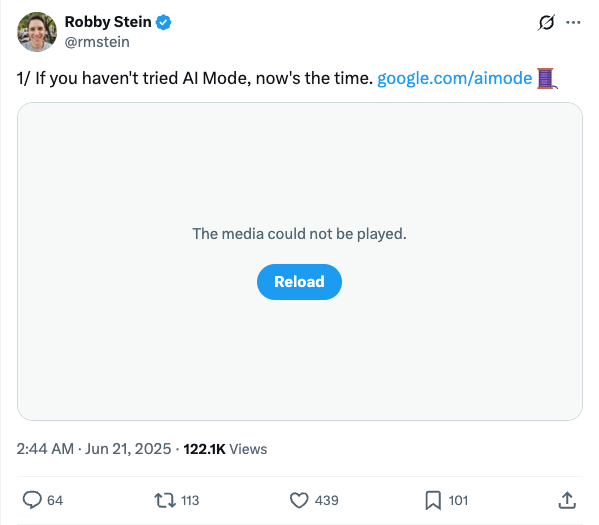 Robby Stein
@rmstein
1/ If you haven't tried AI Mode, now's the time. google.com/aimode 🧵
The media could not be played.
Reload
2:44 AM · Jun 21, 2025 · 122.1K Views
64 113 439 101